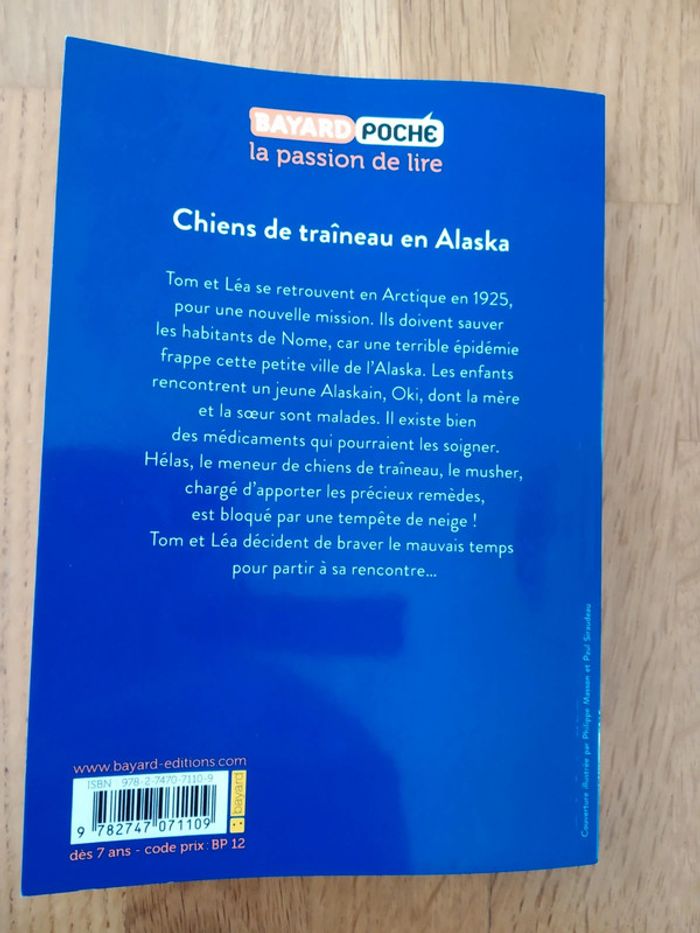 BAYARD POCHE
la passion de lire
Chiens de traîneau en Alaska
Tom et Léa se retrouvent en Arctique en 1925,
pour une nouvelle mission. Ils doivent sauver
les habitants de Nome, car une terrible épidémie
frappe cette petite ville de l'Alaska. Les enfants
rencontrent un jeune Alaskain, Oki, dont la mère
et la sœur sont malades. Il existe bien
des médicaments qui pourraient les soigner.
Hélas, le meneur de chiens de traîneau, le musher,
chargé d'apporter les précieux remèdes,
est bloqué par une tempête de neige !
Tom et Léa décident de braver le mauvais temps
pour partir à sa rencontre...
Couverture illustrée par Philippe Masson et Paul Siraudeau
www.bayard-editions.com
ISBN 978-2-7470-7110-9
bayard
9 782747 071109
dès 7 ans - code prix : BP 12